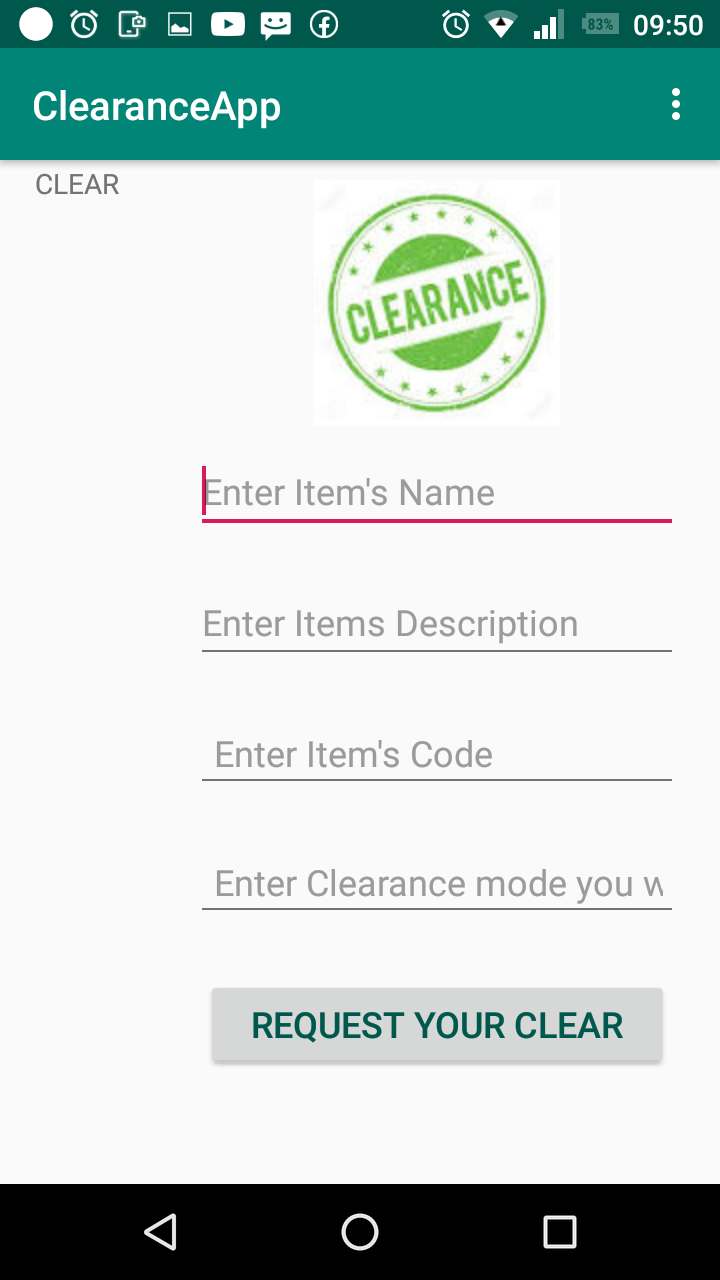 83% 09:50
ClearanceApp
CLEAR
CLEARANCE
Enter Item's Name
Enter Items Description
Enter Item's Code
Enter Clearance mode you w
REQUEST YOUR CLEAR